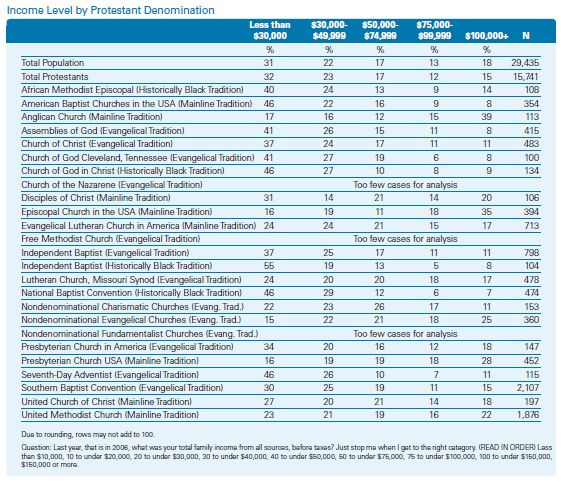 Income Level by Protestant Denomination
Less than $30,000- $50,000- $75,000-
$30,000 $49,999 $74,999 $99,999 $100,000+ N
% % % % %
Total Population 31 22 17 13 18 29,435
Total Protestants 32 23 17 12 15 15,741
African Methodist Episcopal (Historically Black Tradition) 40 24 13 9 14 108
American Baptist Churches in the USA (Mainline Tradition) 46 22 16 9 8 354
Anglican Church (Mainline Tradition) 17 16 12 15 39 113
Assemblies of God (Evangelical Tradition) 41 26 15 11 8 415
Church of Christ (Evangelical Tradition) 37 24 17 11 11 483
Church of God Cleveland, Tennessee (Evangelical Tradition) 41 27 19 6 8 100
Church of God in Christ (Historically Black Tradition) 46 27 10 8 9 134
Church of the Nazarene (Evangelical Tradition) Too few cases for analysis
Disciples of Christ (Mainline Tradition) 31 14 21 14 20 106
Episcopal Church in the USA (Mainline Tradition) 16 19 11 18 35 394
Evangelical Lutheran Church in America (Mainline Tradition) 24 24 21 15 17 713
Free Methodist Church (Evangelical Tradition) Too few cases for analysis
Independent Baptist (Evangelical Tradition) 37 25 17 11 11 798
Independent Baptist (Historically Black Tradition) 55 19 13 5 8 104
Lutheran Church, Missouri Synod (Evangelical Tradition) 24 20 20 18 17 478
National Baptist Convention (Historically Black Tradition) 46 29 12 6 7 474
Nondenominational Charismatic Churches (Evang. Trad.) 22 23 26 17 11 153
Nondenominational Evangelical Churches (Evang. Trad.) 15 22 21 18 25 360
Nondenominational Fundamentalist Churches (Evang. Trad.) Too few cases for analysis
Presbyterian Church in America (Evangelical Tradition) 34 20 16 12 18 147
Presbyterian Church USA (Mainline Tradition) 16 19 19 18 28 452
Seventh-Day Adventist (Evangelical Tradition) 46 26 10 7 11 115
Southern Baptist Convention (Evangelical Tradition) 30 25 19 11 15 2,107
United Church of Christ (Mainline Tradition) 27 20 21 14 18 197
United Methodist Church (Mainline Tradition) 23 21 19 16 22 1,876
Due to rounding, rows may not add to 100.
Question: Last year, that is in 2006, what was your total family income from all sources, before taxes? Just stop me when I get to the right category. (READ IN ORDER) Less
than $10,000, 10 to under $20,000, 20 to under $30,000, 30 to under $40,000, 40 to under $50,000, 50 to under $75,000, 75 to under $100,000, 100 to under $150,000,
$150,000 or more.